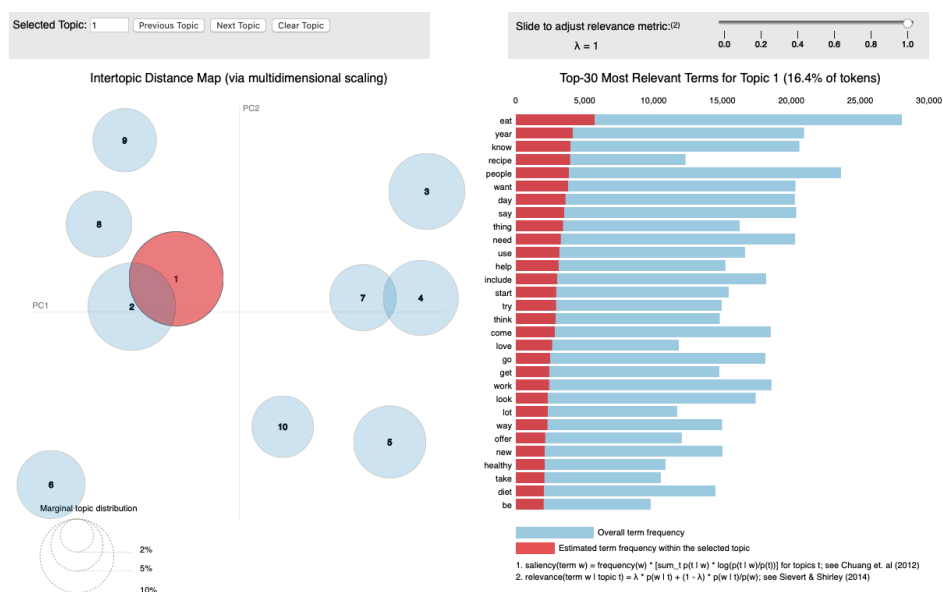 Selected Topic: 1 Previous Topic Next Topic Clear Topic
Slide to adjust relevance metric:(2)
λ = 1
0.0 0.2 0.4 0.6 0.8 1.0
Intertopic Distance Map (via multidimensional scaling)
PC2
PC1
9
3
8
1
2
7
4
10
5
6
Marginal topic distribution
2%
5%
10%
Top-30 Most Relevant Terms for Topic 1 (16.4% of tokens)
0 5,000 10,000 15,000 20,000 25,000 30,000
eat
year
know
recipe
people
want
day
say
thing
need
use
help
include
start
try
think
come
love
go
get
work
look
lot
way
offer
new
healthy
take
diet
be
Overall term frequency
Estimated term frequency within the selected topic
1. saliency(term w) = frequency(w) * [sum_t p(t | w) * log(p(t | w)/p(t))] for topics t; see Chuang et. al (2012)
2. relevance(term w | topic t) = λ * p(w | t) + (1 - λ) * p(w | t)/p(w); see Sievert & Shirley (2014)